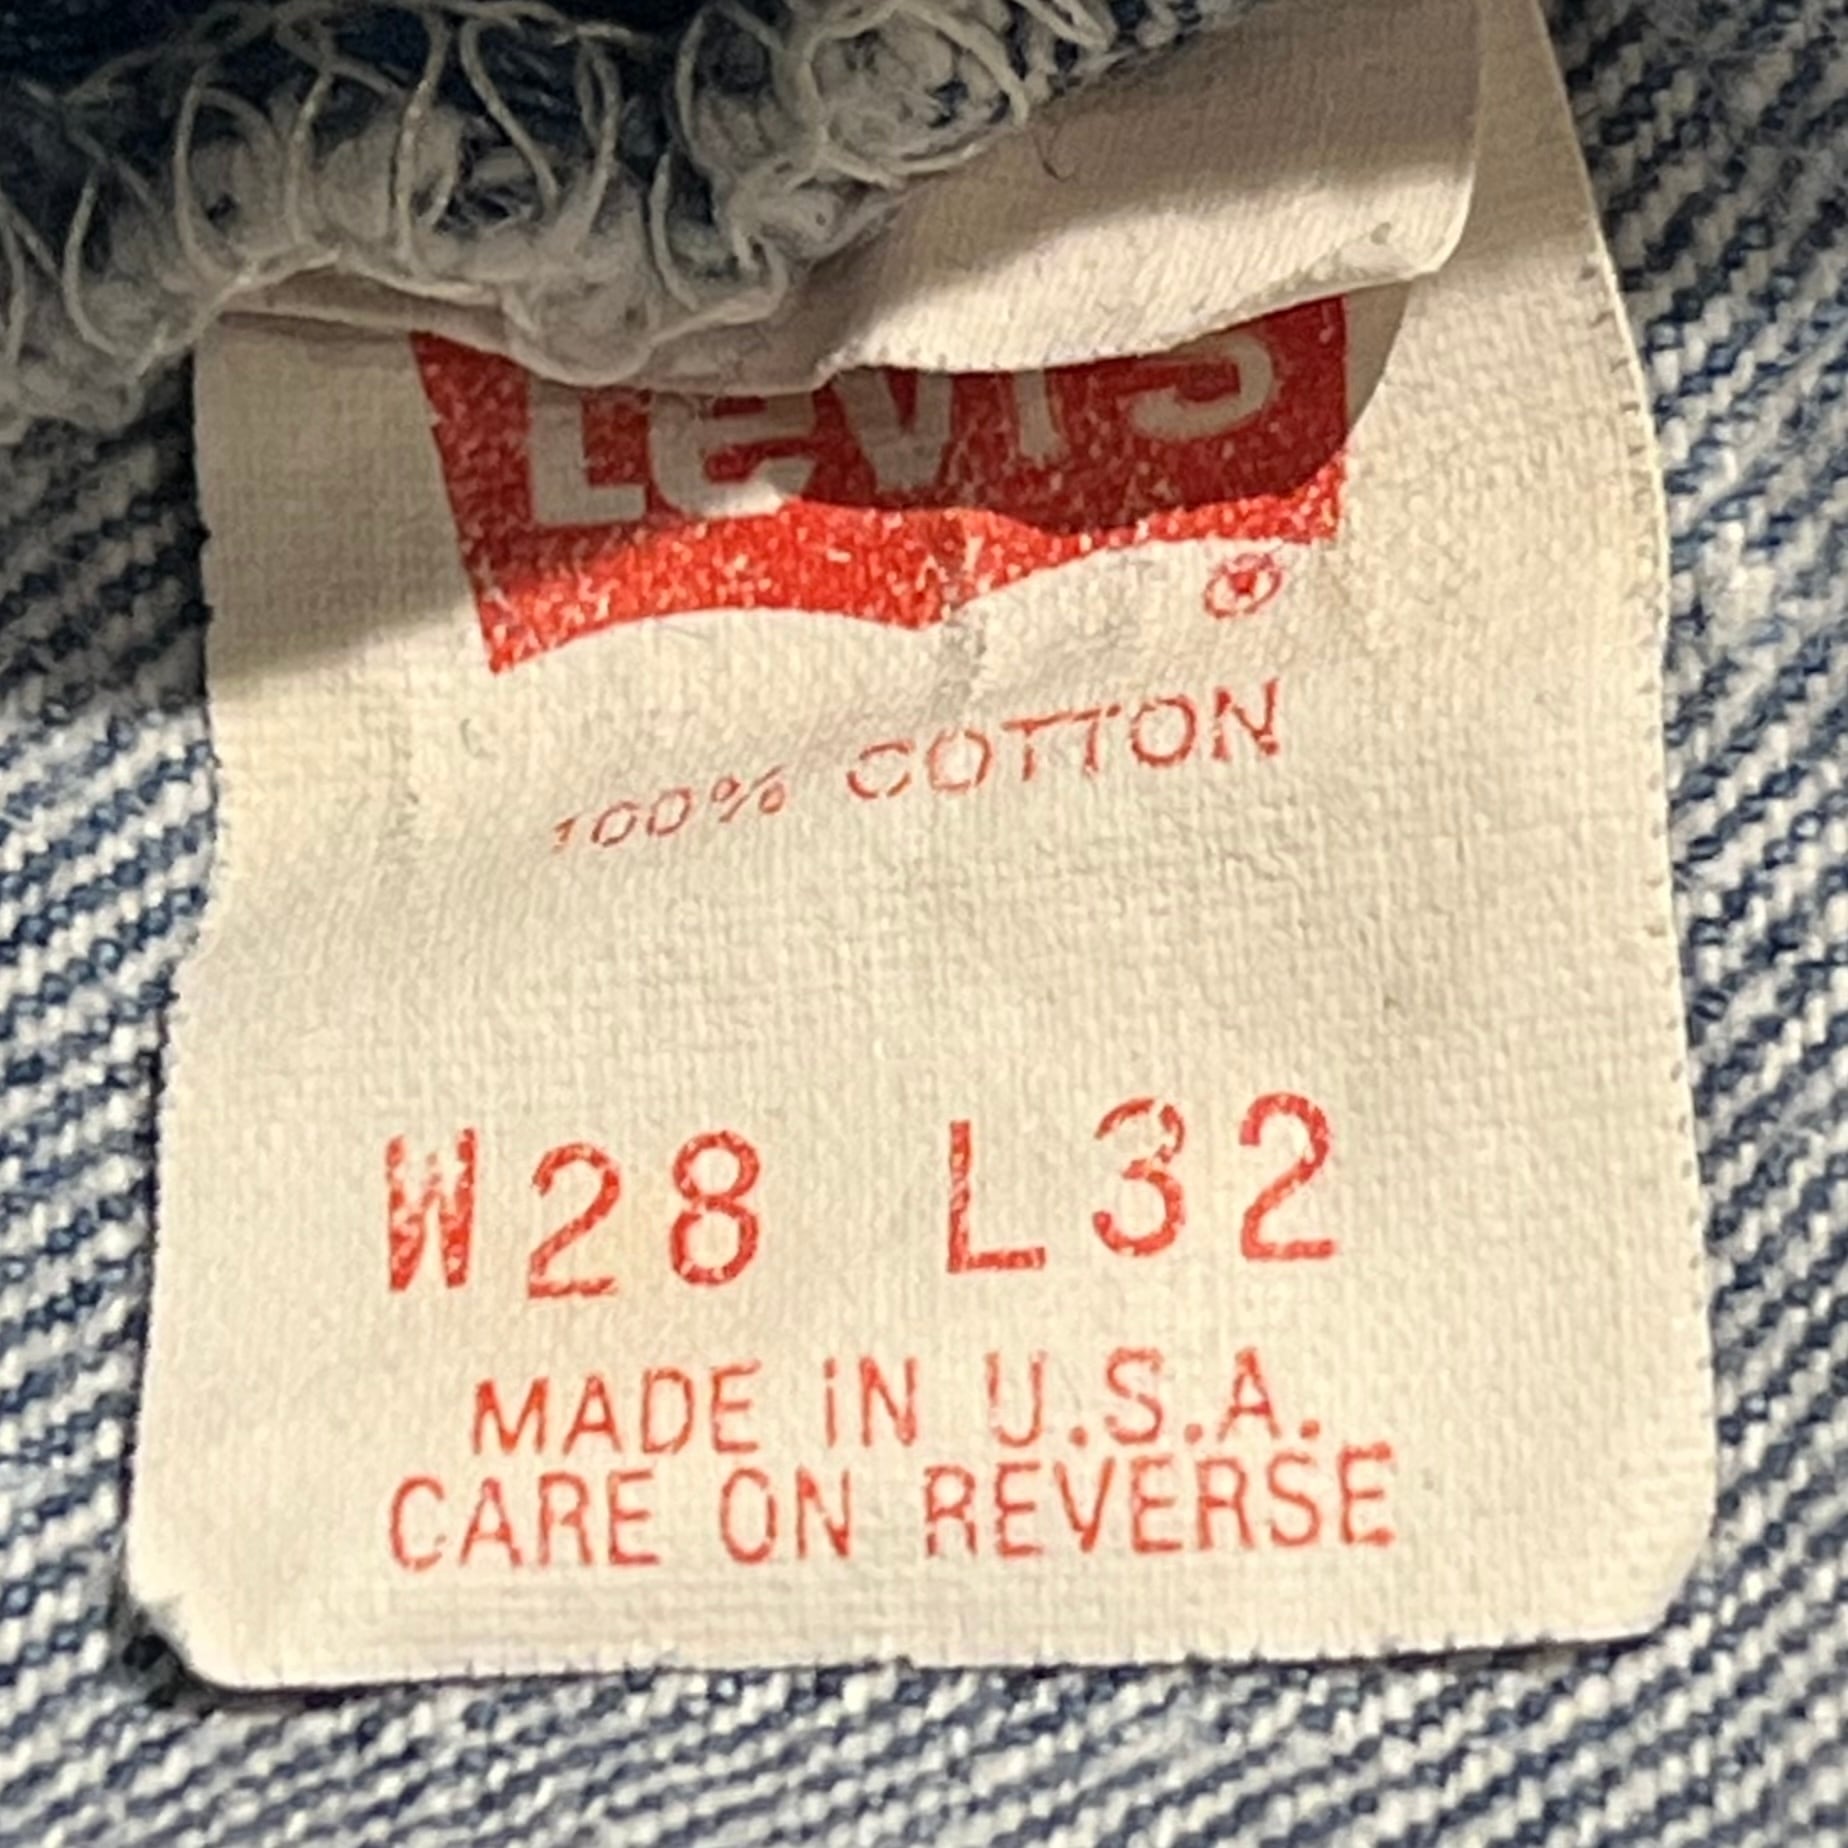 Levi's
®
100% COTTON
W28 L32
MADE IN U.S.A.
CARE ON REVERSE